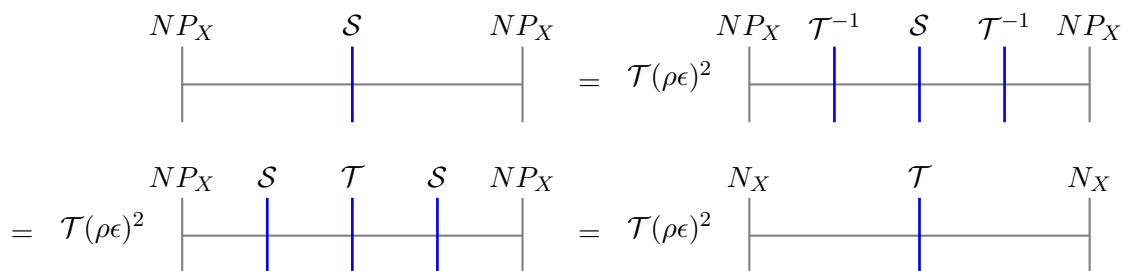 NP_X 𝒮 NP_X NP_X 𝒯^{-1} 𝒮 𝒯^{-1} NP_X
= 𝒯(ρϵ)^2
NP_X 𝒮 𝒯 𝒮 NP_X N_X 𝒯 N_X
= 𝒯(ρϵ)^2 = 𝒯(ρϵ)^2